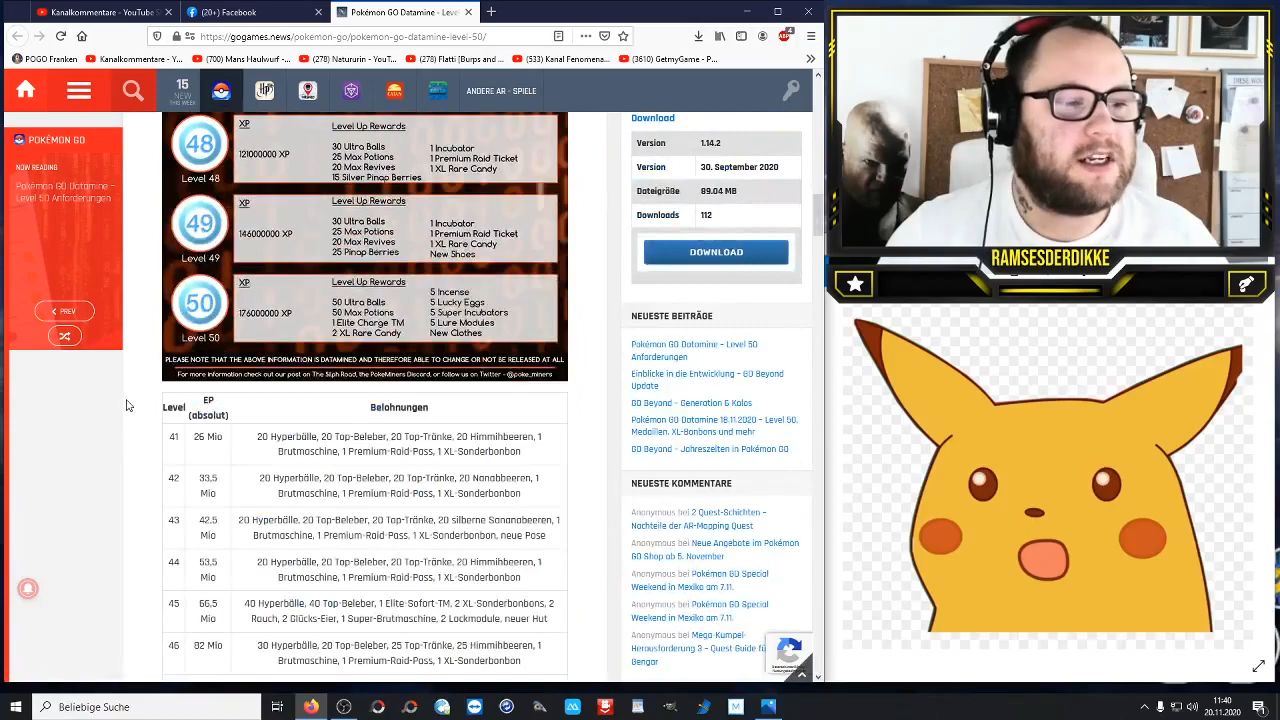 Kanalkommentare - YouTube S
(20+) Facebook
Pokémon GO Datamine - Leve
https://gogames.news/pokemon-go/pokemon-go-datamine-level-50/
POGO Franken
Kanalkommentare - Y...
(700) Mans Haulwurf - ...
(278) Naturruin - YouT...
(278) Flatti (Burps and ...
(533) Kanal Fenomena...
(3610) GetmyGame - P...
15
NEW
THIS WEEK
ANDERE AR - SPIELE
POKÉMON GO
NOW READING
Pokémon GO Datamine –
Level 50 Anforderungen
PREV
48
Level 48
XP
121000000 XP
Level Up Rewards
30 Ultra Balls
25 Max Potions
20 Max Revives
15 Silver Pinap Berries
1 Incubator
1 Premium Raid Ticket
1 XL Rare Candy
49
Level 49
XP
146000000 XP
Level Up Rewards
30 Ultra Balls
25 Max Potions
20 Max Revives
25 Pinap Berries
1 Incubator
1 Premium Raid Ticket
1 XL Rare Candy
New Shoes
50
Level 50
XP
176000000 XP
Level Up Rewards
50 Ultra Balls
50 Max Potions
1 Elite Charge TM
2 XL Rare Candy
5 Incense
5 Lucky Eggs
5 Super Incubators
5 Lure Modules
New Clothes
PLEASE NOTE THAT THE ABOVE INFORMATION IS DATAMINED AND THEREFORE ABLE TO CHANGE OR NOT BE RELEASED AT ALL
For more information check out our post on The Silph Road, the PokeMiners Discord, or follow us on Twitter - @poke_miners
Level EP (absolut) Belohnungen
41 26 Mio 20 Hyperbälle, 20 Top-Beleber, 20 Top-Tränke, 20 Himmihbeeren, 1
Brutmaschine, 1 Premium-Raid-Pass, 1 XL-Sonderbonbon
42 33,5 Mio 20 Hyperbälle, 20 Top-Beleber, 20 Top-Tränke, 20 Nanabbeeren, 1
Brutmaschine, 1 Premium-Raid-Pass, 1 XL-Sonderbonbon
43 42,5 Mio 20 Hyperbälle, 20 Top-Beleber, 20 Top-Tränke, 20 silberne Sananabeeren, 1
Brutmaschine, 1 Premium-Raid-Pass, 1 XL-Sonderbonbon, neue Pose
44 53,5 Mio 20 Hyperbälle, 20 Top-Beleber, 20 Top-Tränke, 20 Himmihbeeren, 1
Brutmaschine, 1 Premium-Raid-Pass, 1 XL-Sonderbonbon
45 66,5 Mio 40 Hyperbälle, 40 Top-Beleber, 1 Elite-Sofort-TM, 2 XL-Sonderbonbons, 2
Rauch, 2 Glücks-Eier, 1 Super-Brutmaschine, 2 Lockmodule, neuer Hut
46 82 Mio 30 Hyperbälle, 20 Top-Beleber, 25 Top-Tränke, 25 Himmihbeeren, 1
Brutmaschine, 1 Premium-Raid-Pass, 1 XL-Sonderbonbon
Download
Version 1.14.2
Version 30. September 2020
Dateigröße 89.04 MB
Downloads 112
DOWNLOAD
NEUESTE BEITRÄGE
Pokémon GO Datamine – Level 50
Anforderungen
Einblicke in die Entwicklung – GO Beyond
Update
GO Beyond – Generation 6 Kalos
Pokémon GO Datamine 18.11.2020 – Level 50,
Medaillen, XL-Bonbons und mehr
GO Beyond – Jahreszeiten in Pokémon GO
NEUESTE KOMMENTARE
Anonymous bei 2 Quest-Schichten –
Nachteile der AR-Mapping Quest
Anonymous bei Neue Angebote im Pokémon
GO Shop ab 5. November
Anonymous bei Pokémon GO Special
Weekend in Mexika am 7.11.
Anonymous bei Pokémon GO Special
Weekend in Mexika am 7.11.
Anonymous bei Mega-Kumpel-
Herausforderung 3 – Quest Guide fü
Gengar
RAMSESDERDIKKE
Beliebige Suche
11:40
20.11.2020